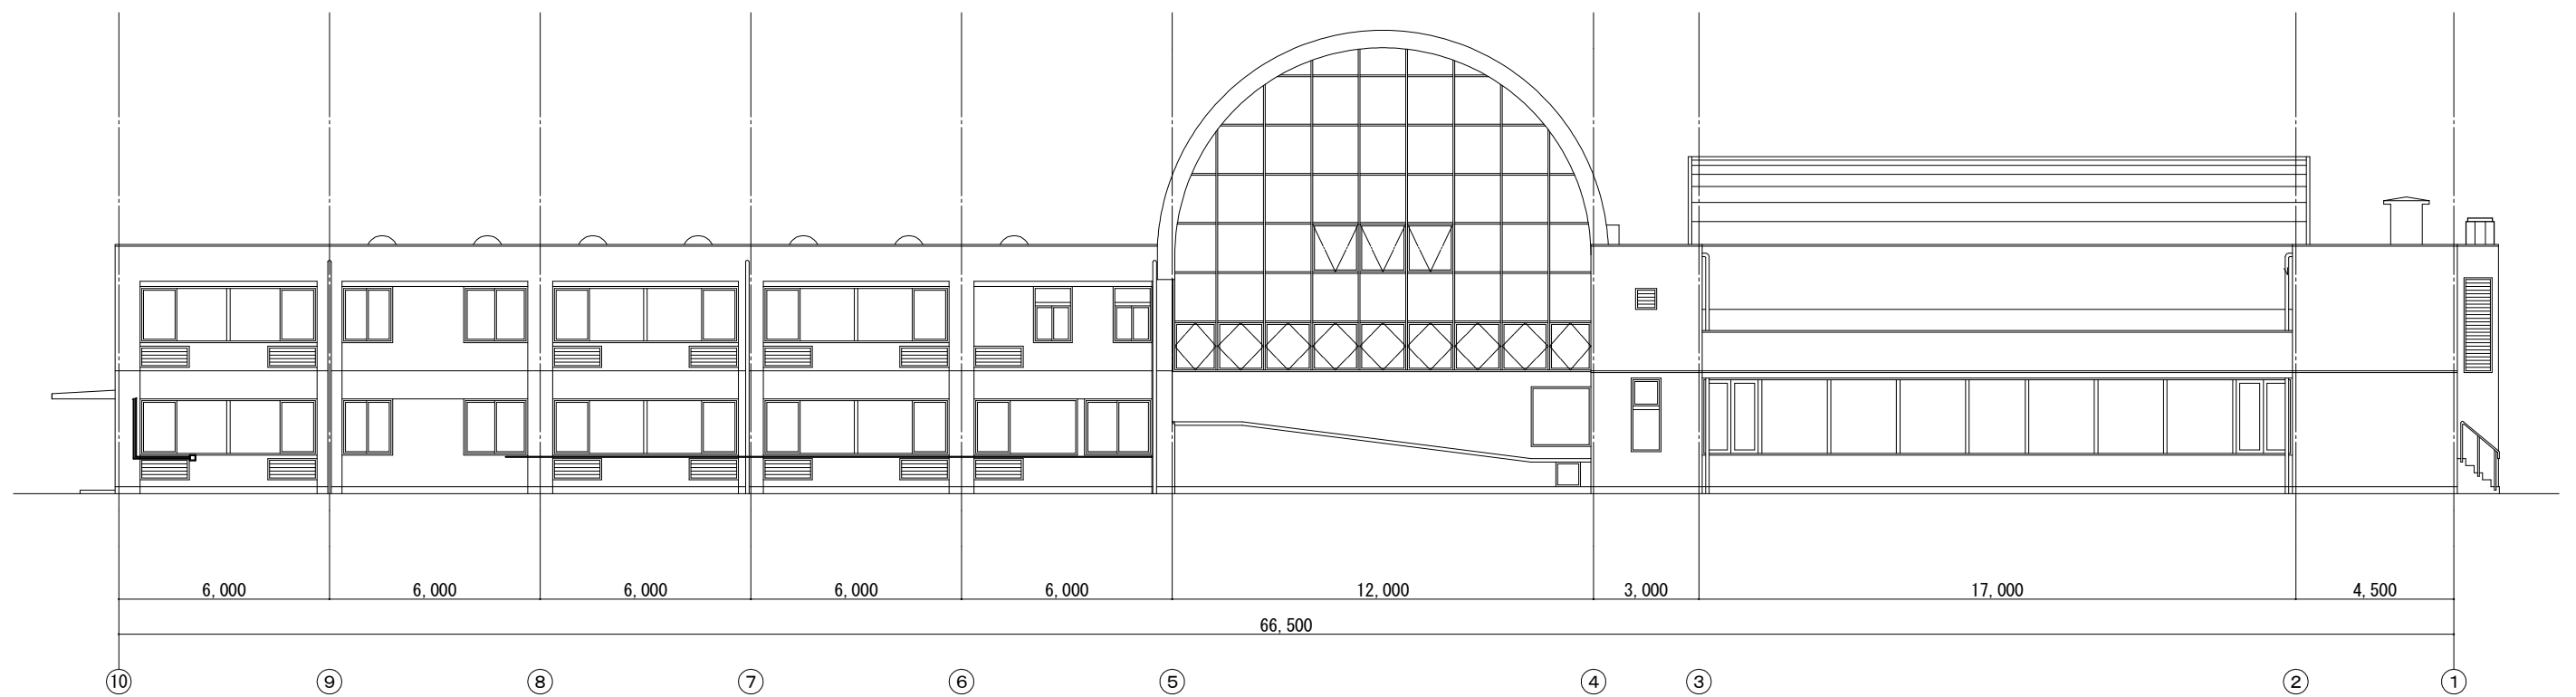 6,000 6,000 6,000 6,000 6,000 12,000 3,000 17,000 4,500
66,500
⑩ ⑨ ⑧ ⑦ ⑥ ⑤ ④ ③ ② ①